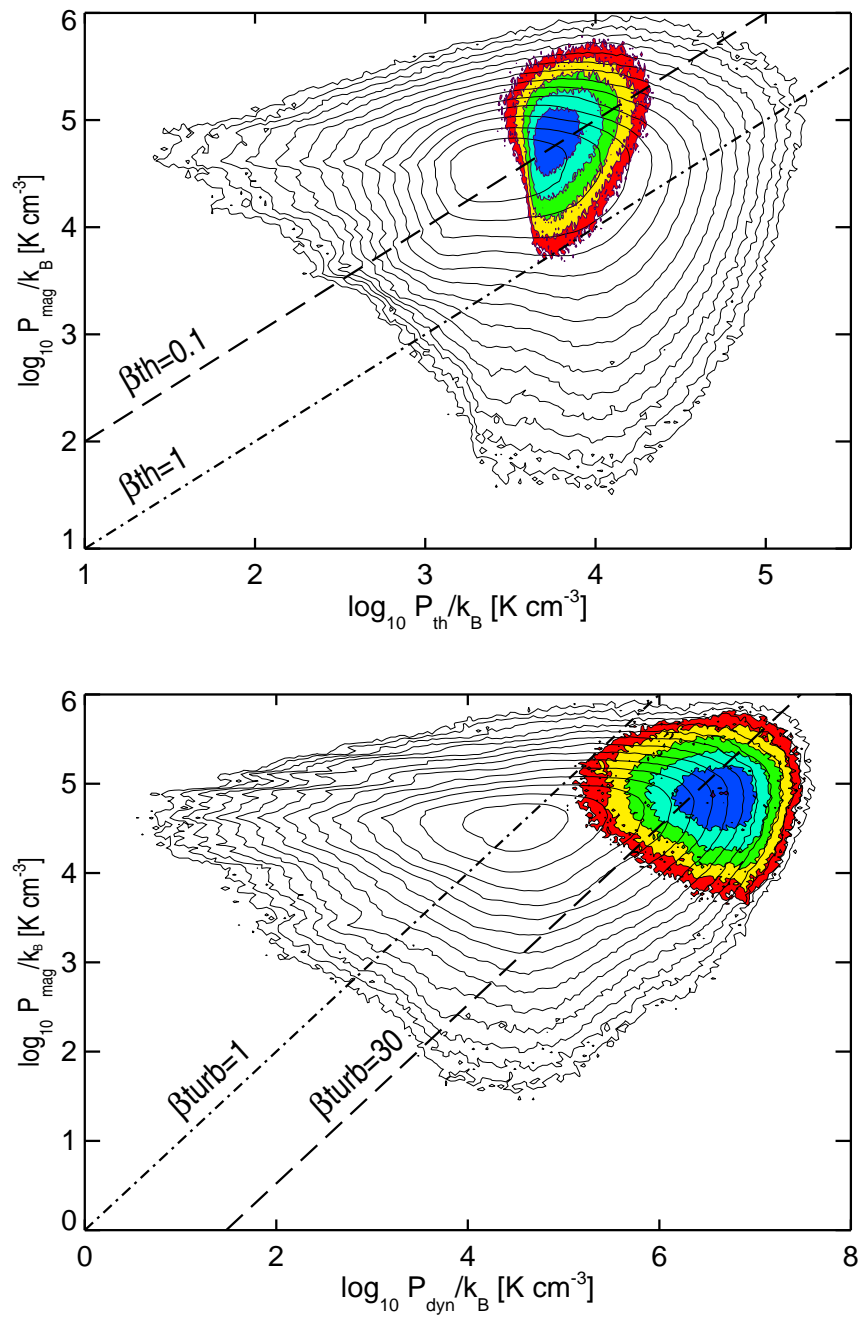 6
5
4
3
2
1
log10 Pmag/kB [K cm-3]
βth=0.1
βth=1
1
2
3
4
5
log10 Pth/kB [K cm-3]
6
5
4
3
2
1
0
log10 Pmag/kB [K cm-3]
βturb=1
βturb=30
0
2
4
6
8
log10 Pdyn/kB [K cm-3]